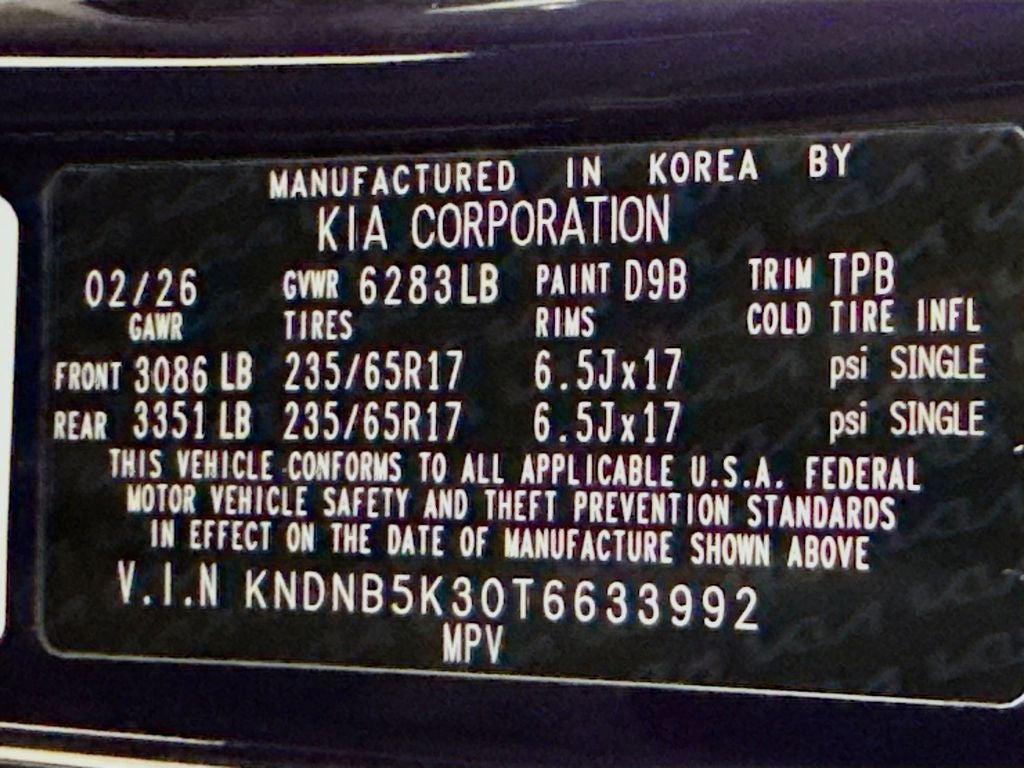 MANUFACTURED IN KOREA BY
KIA CORPORATION
02/26 GVWR 6283LB PAINT D9B TRIM TPB
GAWR TIRES RIMS COLD TIRE INFL
FRONT 3086 LB 235/65R17 6.5Jx17 psi SINGLE
REAR 3351 LB 235/65R17 6.5Jx17 psi SINGLE
THIS VEHICLE CONFORMS TO ALL APPLICABLE U.S.A. FEDERAL
MOTOR VEHICLE SAFETY AND THEFT PREVENTION STANDARDS
IN EFFECT ON THE DATE OF MANUFACTURE SHOWN ABOVE
V.I.N KNDNB5K30T6633992
MPV